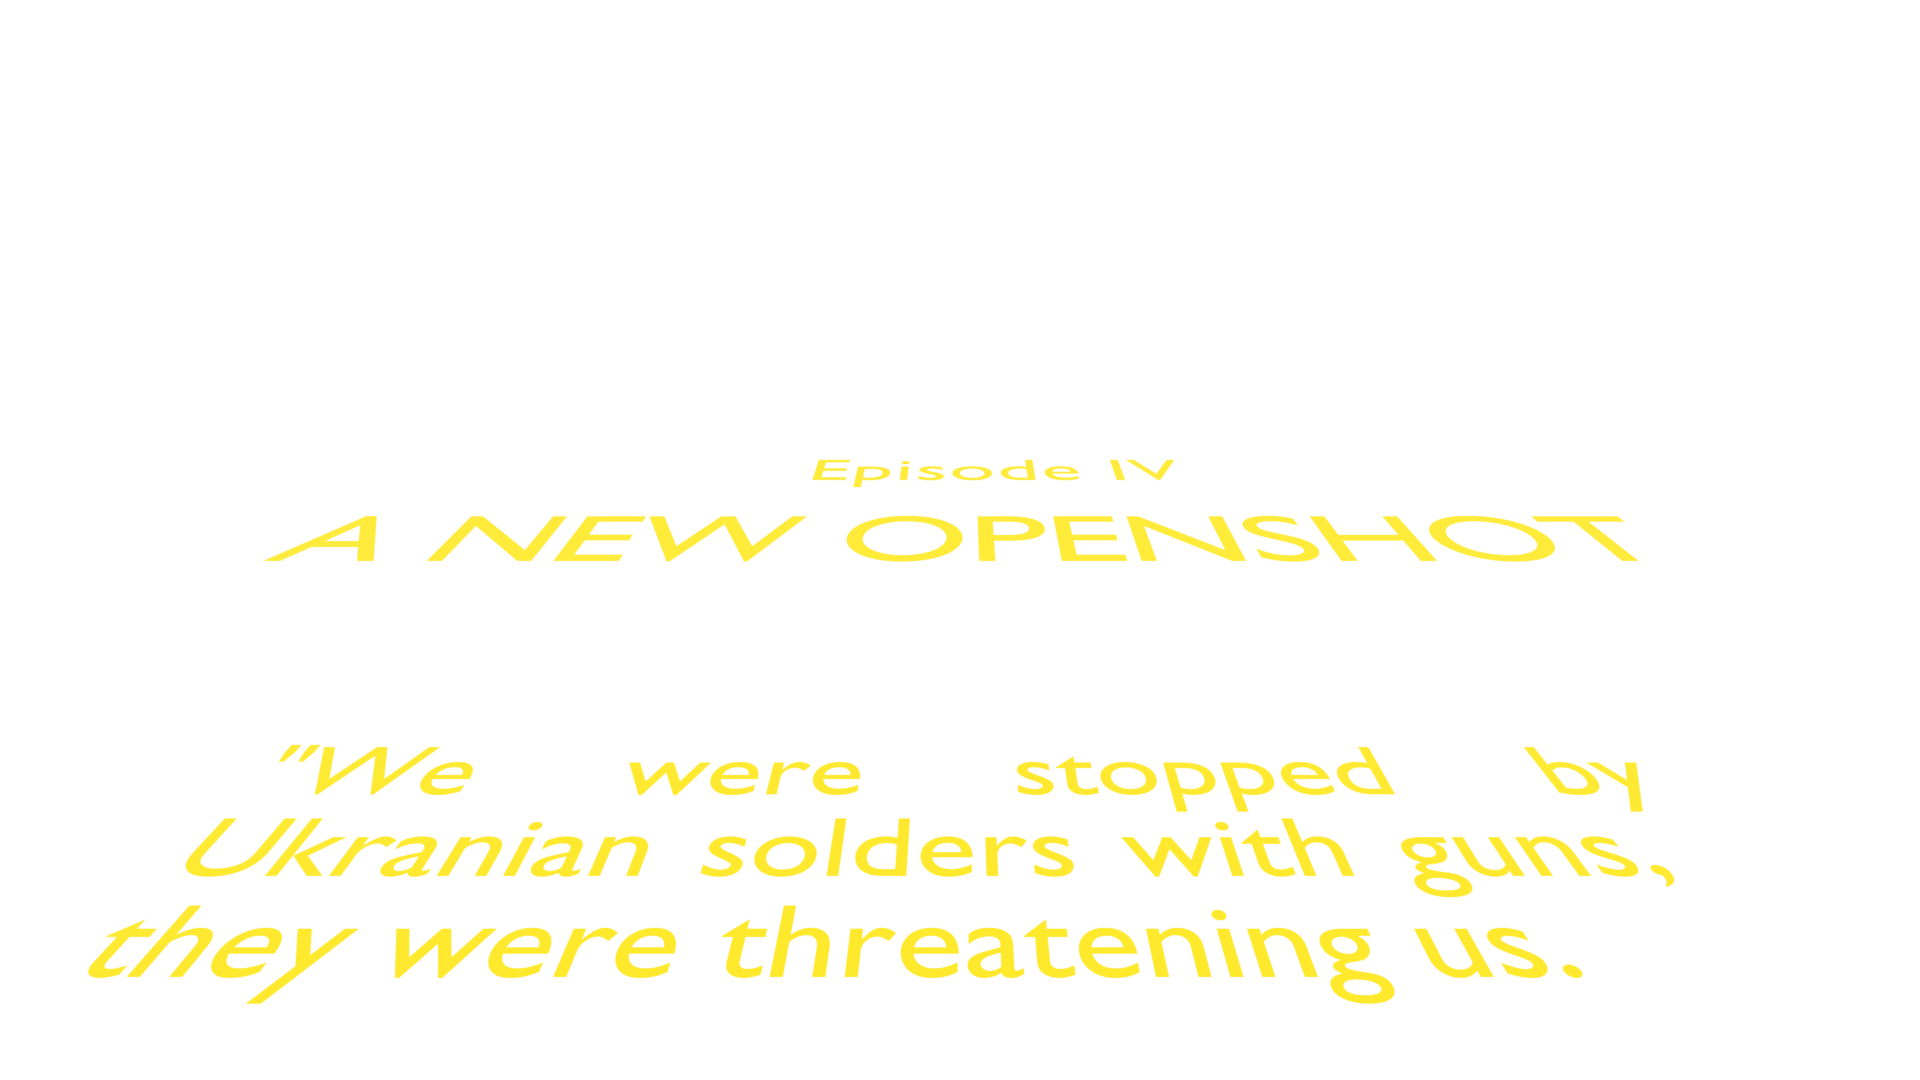 Episode IV
A NEW OPENSHOT
"We were stopped by
Ukranian solders with guns,
they were threatening us.